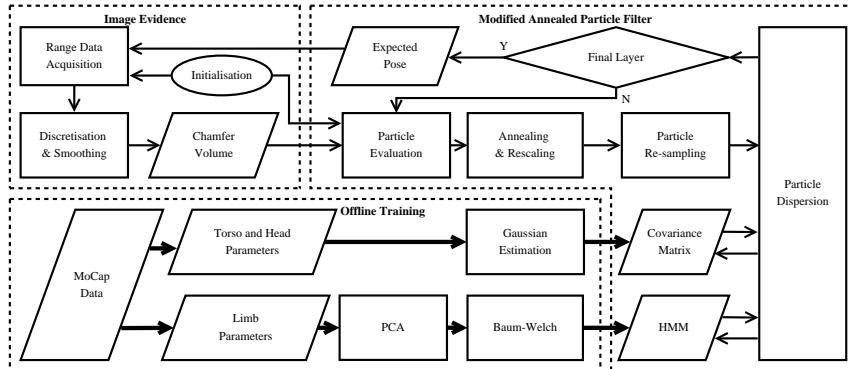 Image Evidence
Modified Annealed Particle Filter
Range Data
Acquisition
Expected
Pose
Y
Final Layer
Initialisation
N
Discretisation
& Smoothing
Chamfer
Volume
Particle
Evaluation
Annealing
& Rescaling
Particle
Re-sampling
Particle
Dispersion
Offline Training
MoCap
Data
Torso and Head
Parameters
Gaussian
Estimation
Covariance
Matrix
Limb
Parameters
PCA
Baum-Welch
HMM